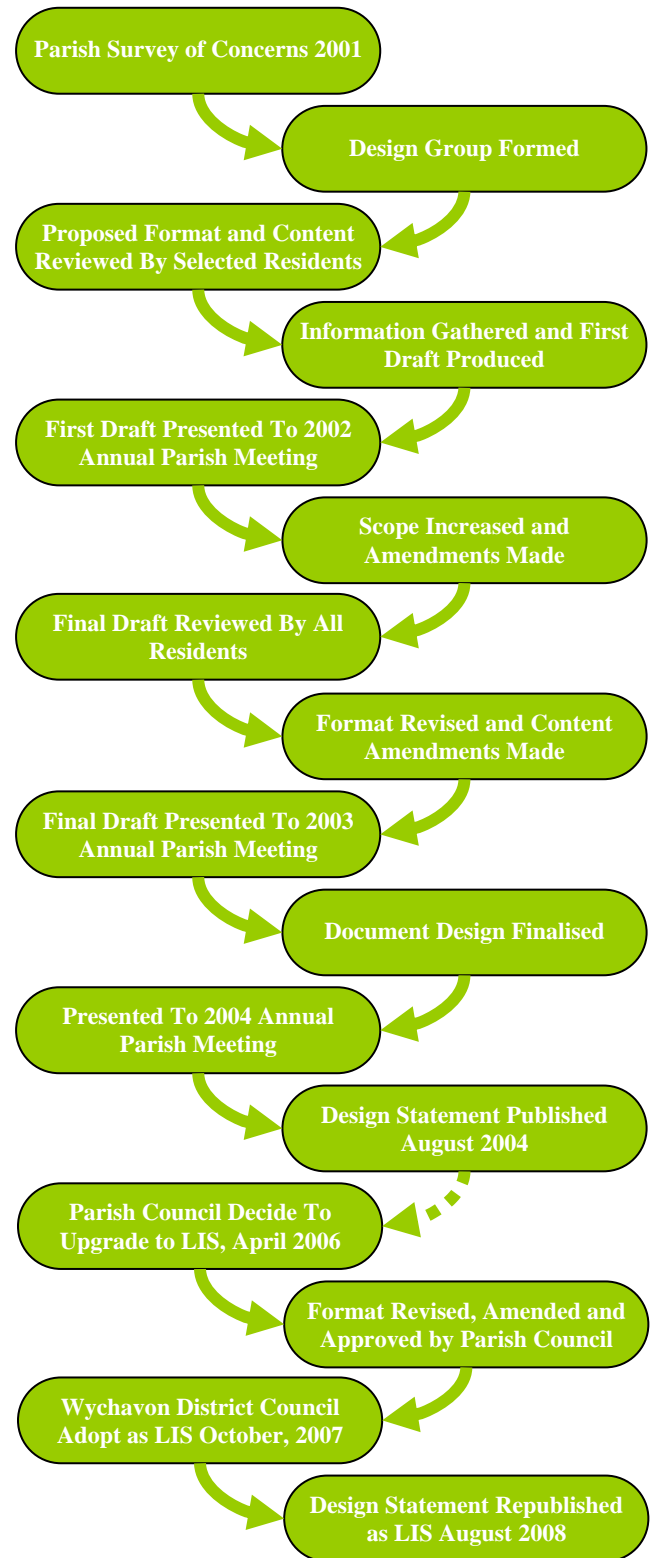 Parish Survey of Concerns 2001
Design Group Formed
Proposed Format and Content
Reviewed By Selected Residents
Information Gathered and First
Draft Produced
First Draft Presented To 2002
Annual Parish Meeting
Scope Increased and
Amendments Made
Final Draft Reviewed By All
Residents
Format Revised and Content
Amendments Made
Final Draft Presented To 2003
Annual Parish Meeting
Document Design Finalised
Presented To 2004 Annual
Parish Meeting
Design Statement Published
August 2004
Parish Council Decide To
Upgrade to LIS, April 2006
Format Revised, Amended and
Approved by Parish Council
Wychavon District Council
Adopt as LIS October, 2007
Design Statement Republished
as LIS August 2008